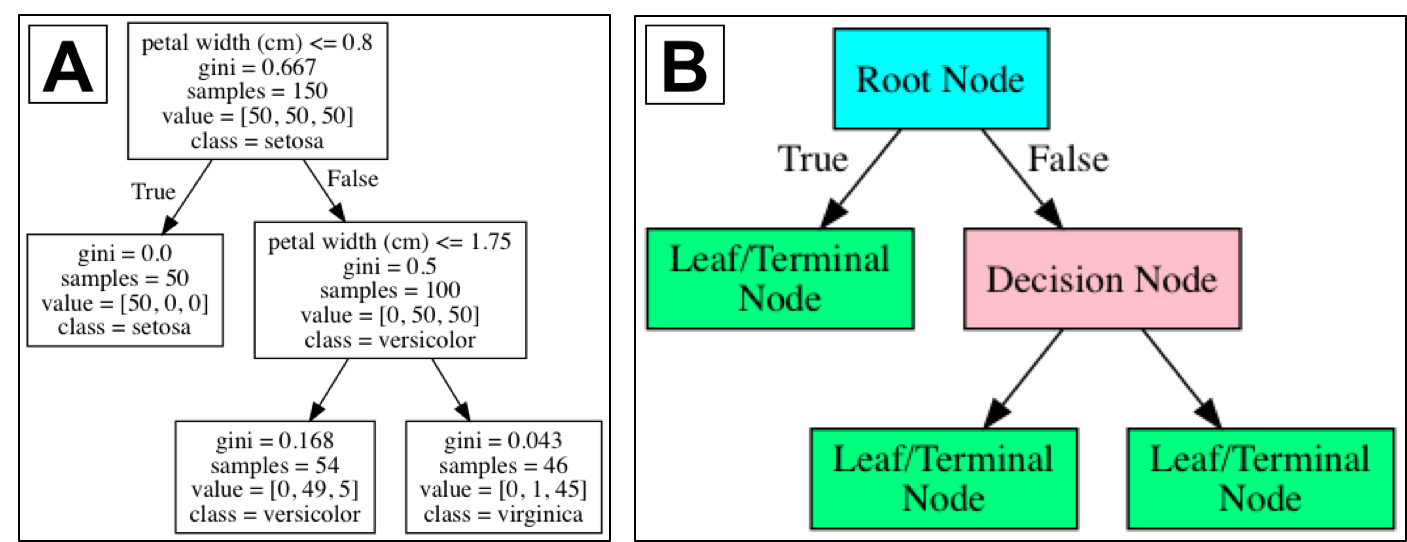 A
petal width (cm) <= 0.8
gini = 0.667
samples = 150
value = [50, 50, 50]
class = setosa
True
False
gini = 0.0
samples = 50
value = [50, 0, 0]
class = setosa
petal width (cm) <= 1.75
gini = 0.5
samples = 100
value = [0, 50, 50]
class = versicolor
gini = 0.168
samples = 54
value = [0, 49, 5]
class = versicolor
gini = 0.043
samples = 46
value = [0, 1, 45]
class = virginica
B
Root Node
True
False
Leaf/Terminal
Node
Decision Node
Leaf/Terminal
Node
Leaf/Terminal
Node